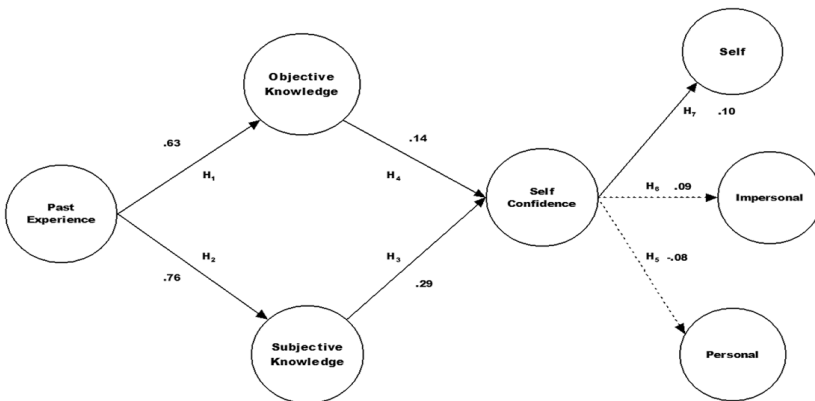 Self
Objective
Knowledge
H7 .10
.63
.14
H1
H4
Past
Experience
Self
Confidence
H6 .09
Impersonal
H2
H3
H5 -.08
.76
.29
Subjective
Knowledge
Personal